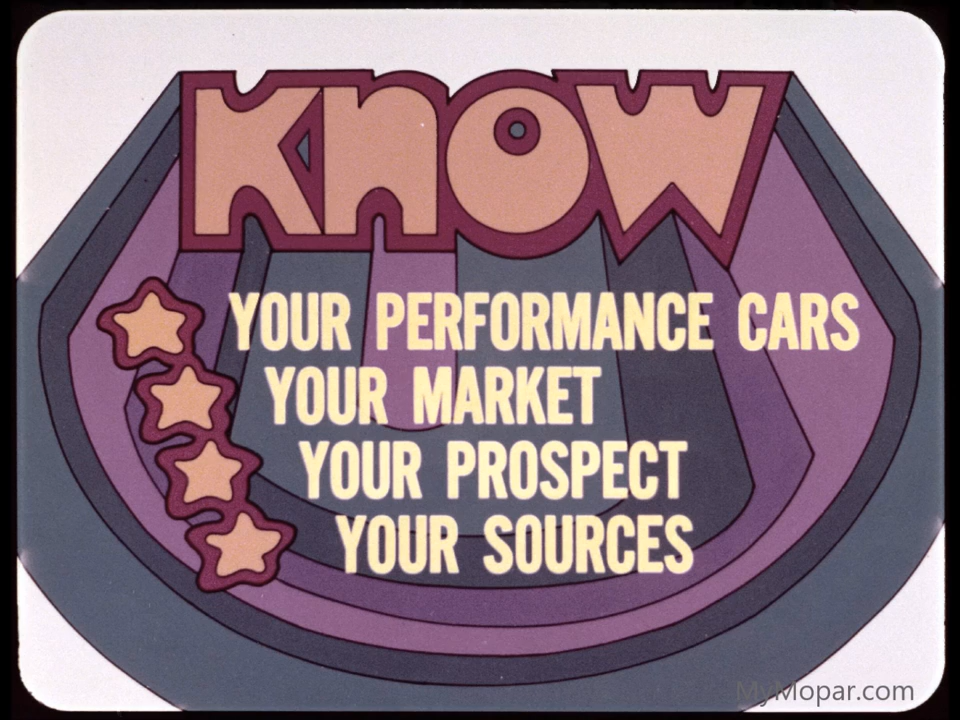 KNOW
YOUR PERFORMANCE CARS
YOUR MARKET
YOUR PROSPECT
YOUR SOURCES
MyMopar.com